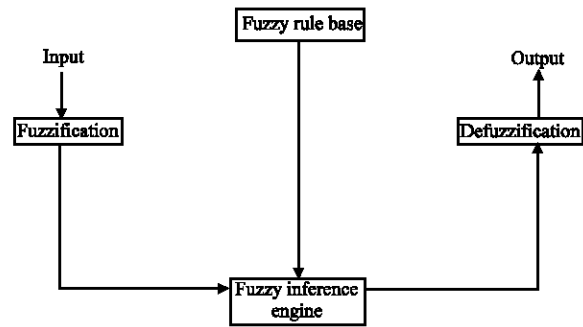 Fuzzy rule base
Input
Output
Fuzzification
Defuzzification
Fuzzy inference
engine